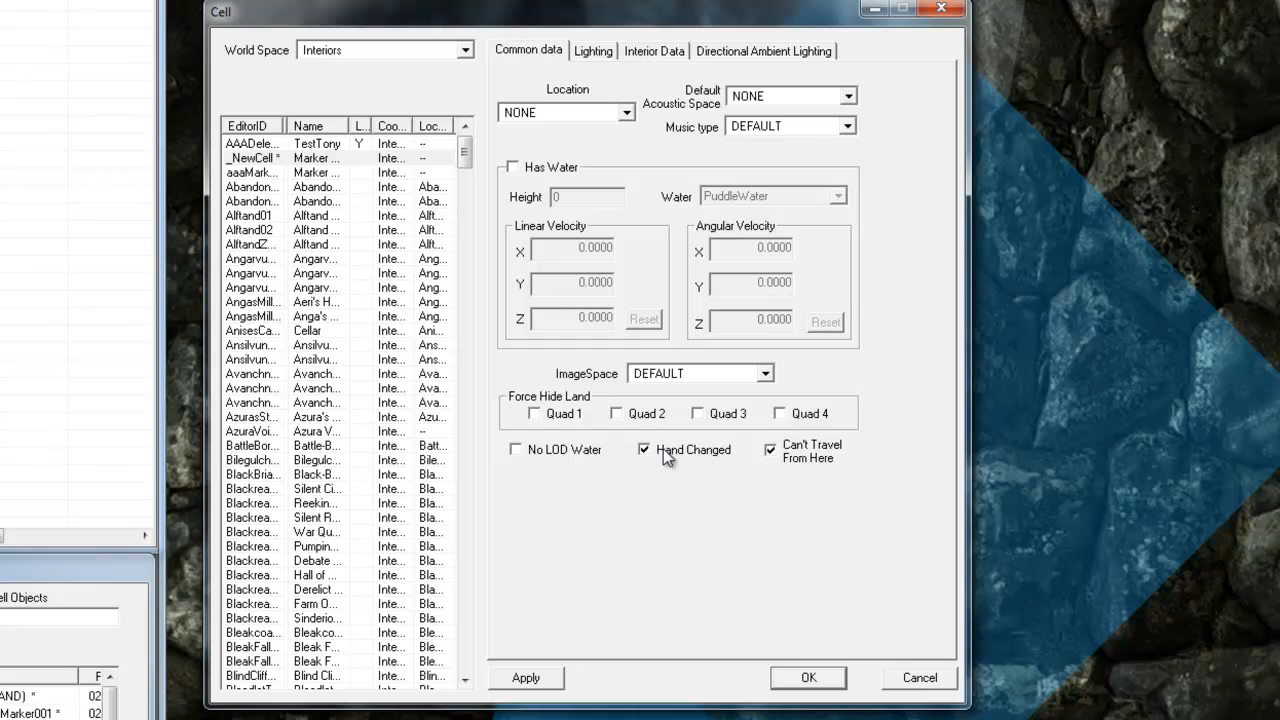 Cell
World Space
Interiors
Common data
Lighting
Interior Data
Directional Ambient Lighting
Location
NONE
Default
Acoustic Space
NONE
Music type
DEFAULT
EditorID Name L... Coo... Loc...
AAADele... TestTony Y Inte... --
_NewCell * Marker ... Inte... --
aaaMark... Marker ... Inte... --
Abandon... Abando... Inte... Aba...
Abandon... Abando... Inte... Aba...
Alftand01 Alftand ... Inte... Alft...
Alftand02 Alftand ... Inte... Alft...
AlftandZ... Alftand ... Inte... Alft...
Angarvu... Angarv... Inte... Ang...
Angarvu... Angarv... Inte... Ang...
Angarvu... Angarv... Inte... Ang...
AngasMill... Aeri's H... Inte... Ang...
AngasMill... Anga's ... Inte... Ang...
AnisesCa... Cellar Inte... Ani...
Ansilvun... Ansilvu... Inte... Ans...
Ansilvun... Ansilvu... Inte... Ans...
Avanchn... Avanch... Inte... Ava...
Avanchn... Avanch... Inte... Ava...
Avanchn... Avanch... Inte... Ava...
AzurasSt... Azura's ... Inte... Azu...
AzuraVoi... Azura V... Inte... --
BattleBor... Battle-B... Inte... Batt...
Bilegulch... Bilegulc... Inte... Bile...
BlackBria... Black-B... Inte... Bla...
Blackrea... Silent Ci... Inte... Bla...
Blackrea... Reekin... Inte... Bla...
Blackrea... Silent R... Inte... Bla...
Blackrea... War Qu... Inte... Bla...
Blackrea... Pumpin... Inte... Bla...
Blackrea... Debate ... Inte... Bla...
Blackrea... Hall of ... Inte... Bla...
Blackrea... Derelict ... Inte... Bla...
Blackrea... Farm O... Inte... Bla...
Blackrea... Sinderio... Inte... Bla...
Bleakcoa... Bleakco... Inte... Ble...
BleakFall... Bleak F... Inte... Ble...
BleakFall... Bleak F... Inte... Ble...
BlindCliff... Blind Cli... Inte... Blin...
Has Water
Height 0
Water PuddleWater
Linear Velocity
X 0.0000
Y 0.0000
Z 0.0000 Reset
Angular Velocity
X 0.0000
Y 0.0000
Z 0.0000 Reset
ImageSpace DEFAULT
Force Hide Land
Quad 1 Quad 2 Quad 3 Quad 4
No LOD Water
Hand Changed
Can't Travel
From Here
Apply
OK
Cancel
ell Objects
F
AND) * 02
Marker001 * 02